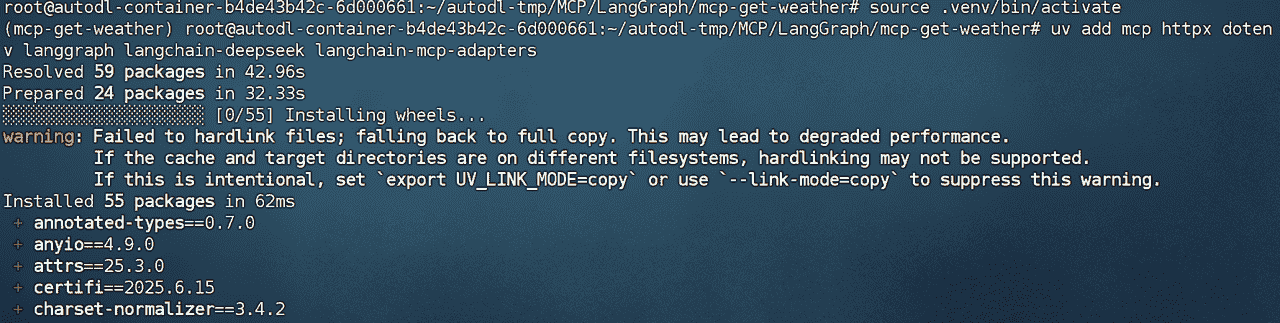 root@autodl-container-b4de43b42c-6d000661:~/autodl-tmp/MCP/LangGraph/mcp-get-weather# source .venv/bin/activate
(mcp-get-weather) root@autodl-container-b4de43b42c-6d000661:~/autodl-tmp/MCP/LangGraph/mcp-get-weather# uv add mcp httpx doten
v langgraph langchain-deepseek langchain-mcp-adapters
Resolved 59 packages in 42.96s
Prepared 24 packages in 32.33s
░░░░░░░░░░░░░░░░░░░░ [0/55] Installing wheels...
warning: Failed to hardlink files; falling back to full copy. This may lead to degraded performance.
If the cache and target directories are on different filesystems, hardlinking may not be supported.
If this is intentional, set `export UV_LINK_MODE=copy` or use `--link-mode=copy` to suppress this warning.
Installed 55 packages in 62ms
+ annotated-types==0.7.0
+ anyio==4.9.0
+ attrs==25.3.0
+ certifi==2025.6.15
+ charset-normalizer==3.4.2